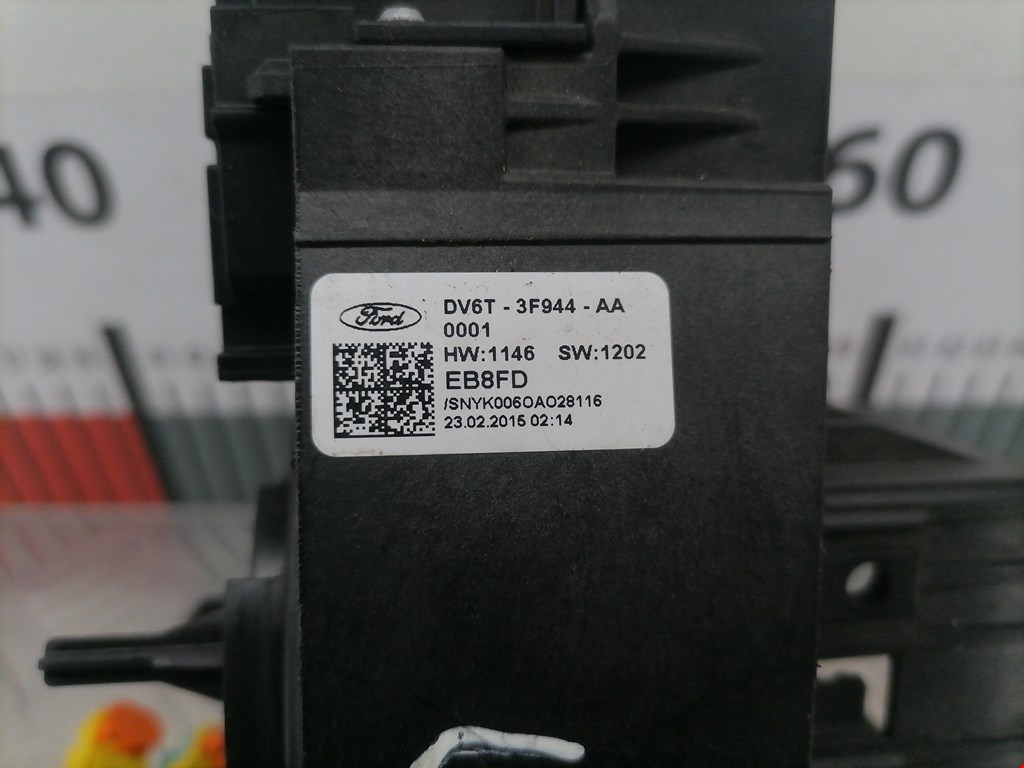 40
60
Ford
DV6T - 3F944 - AA
0001
HW:1146 SW:1202
EB8FD
/SNYK006OAO28116
23.02.2015 02:14